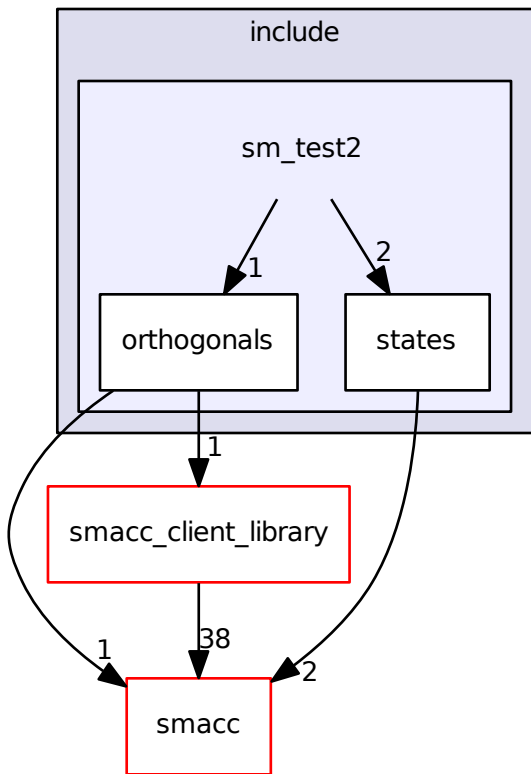 include
sm_test2
1
2
orthogonals
states
1
smacc_client_library
1
38
2
smacc